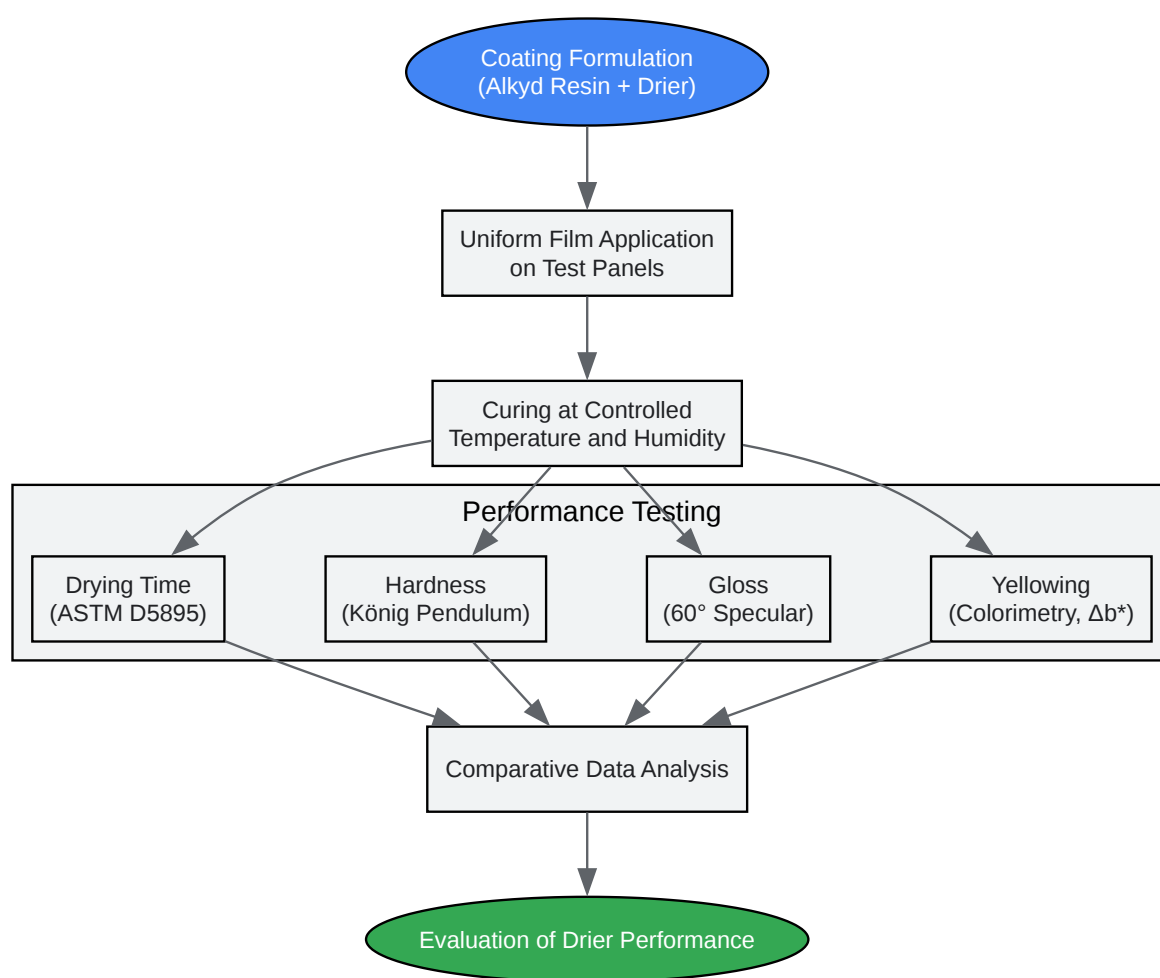 Coating Formulation
(Alkyd Resin + Drier)
Uniform Film Application
on Test Panels
Curing at Controlled
Temperature and Humidity
Performance Testing
Drying Time
(ASTM D5895)
Hardness
(König Pendulum)
Gloss
(60° Specular)
Yellowing
(Colorimetry, Δb*)
Comparative Data Analysis
Evaluation of Drier Performance